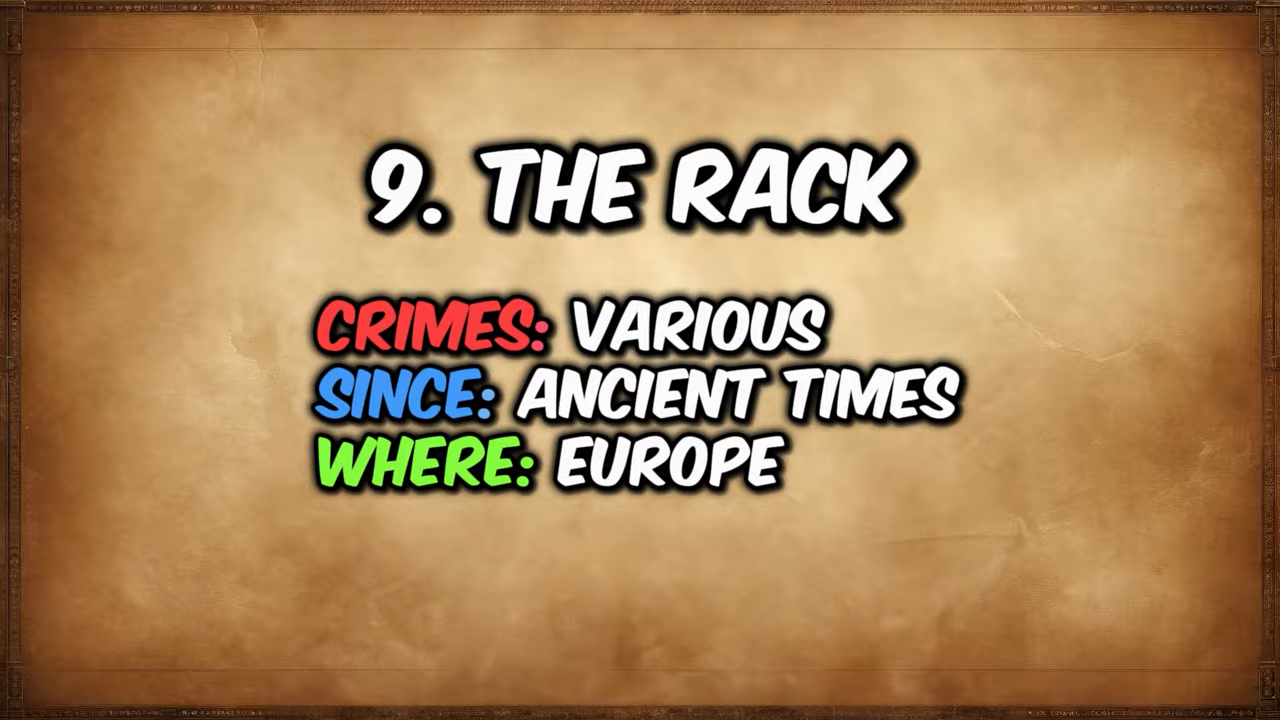 9. THE RACK
CRIMES: VARIOUS
SINCE: ANCIENT TIMES
WHERE: EUROPE